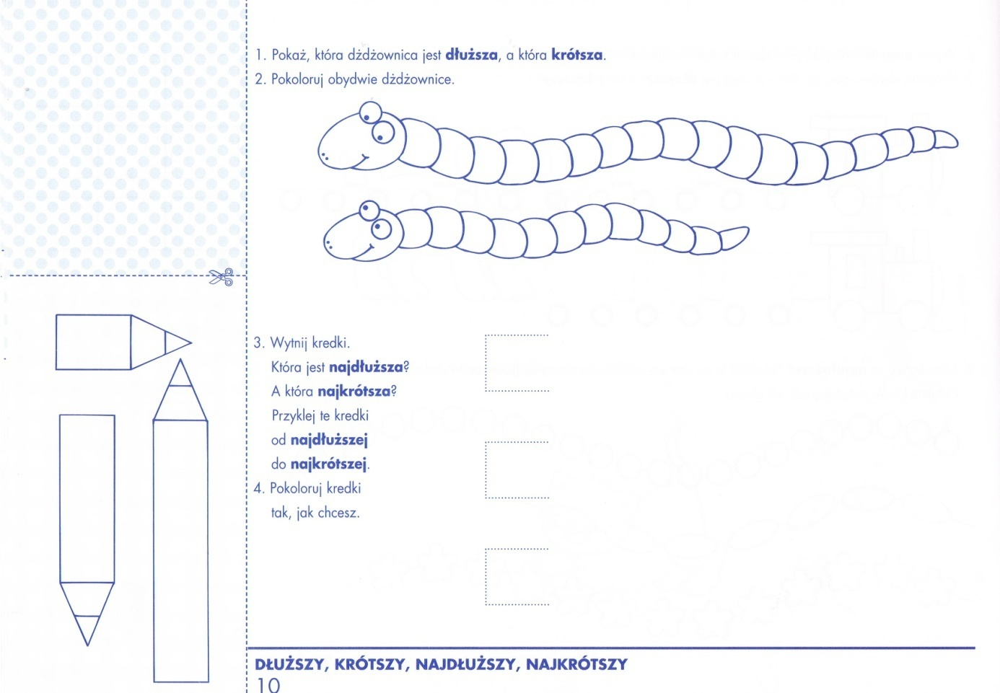 1. Pokaż, która dżdżownica jest dłuższa, a która krótsza.
2. Pokoloruj obydwie dżdżownice.
3. Wytnij kredki.
Która jest najdłuższa?
A która najkrótsza?
Przyklej te kredki
od najdłuższej
do najkrótszej.
4. Pokoloruj kredki
tak, jak chcesz.
DŁUŻSZY, KRÓTSZY, NAJDŁUŻSZY, NAJKRÓTSZY
10